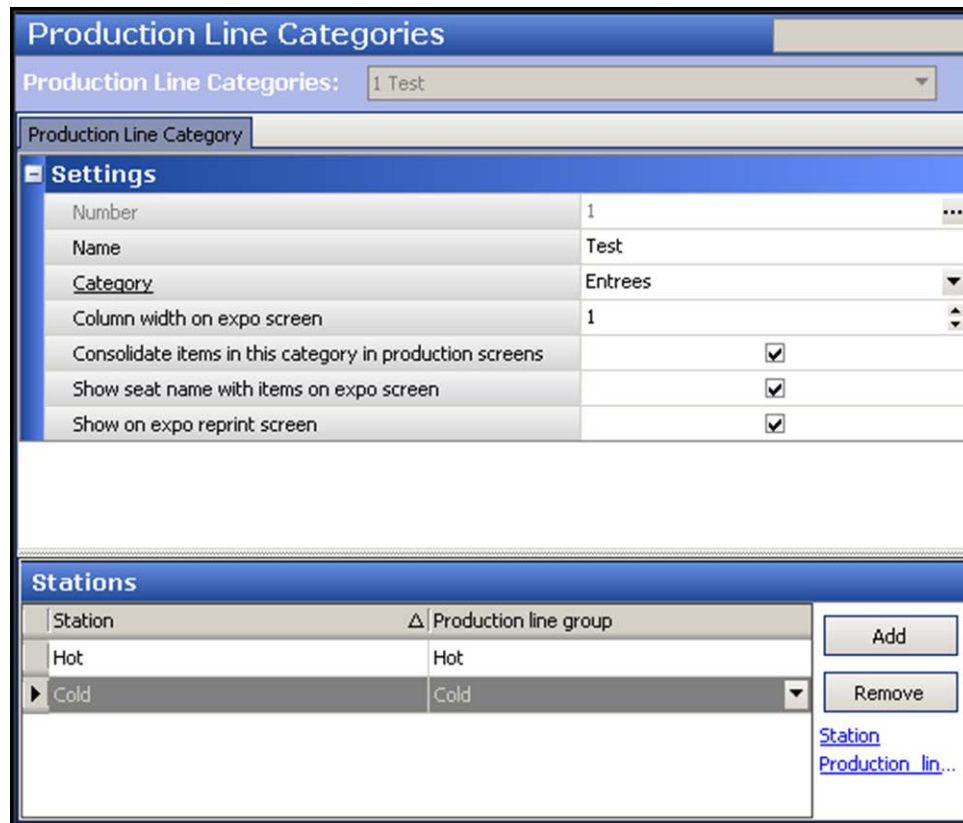 Production Line Categories
Production Line Categories: 1 Test
Production Line Category
Settings
Number 1 ...
Name Test
Category Entrees
Column width on expo screen 1
Consolidate items in this category in production screens
Show seat name with items on expo screen
Show on expo reprint screen
Stations
Station Production line group
Add
Hot Hot
Cold Cold
Remove
Station
Production lin...